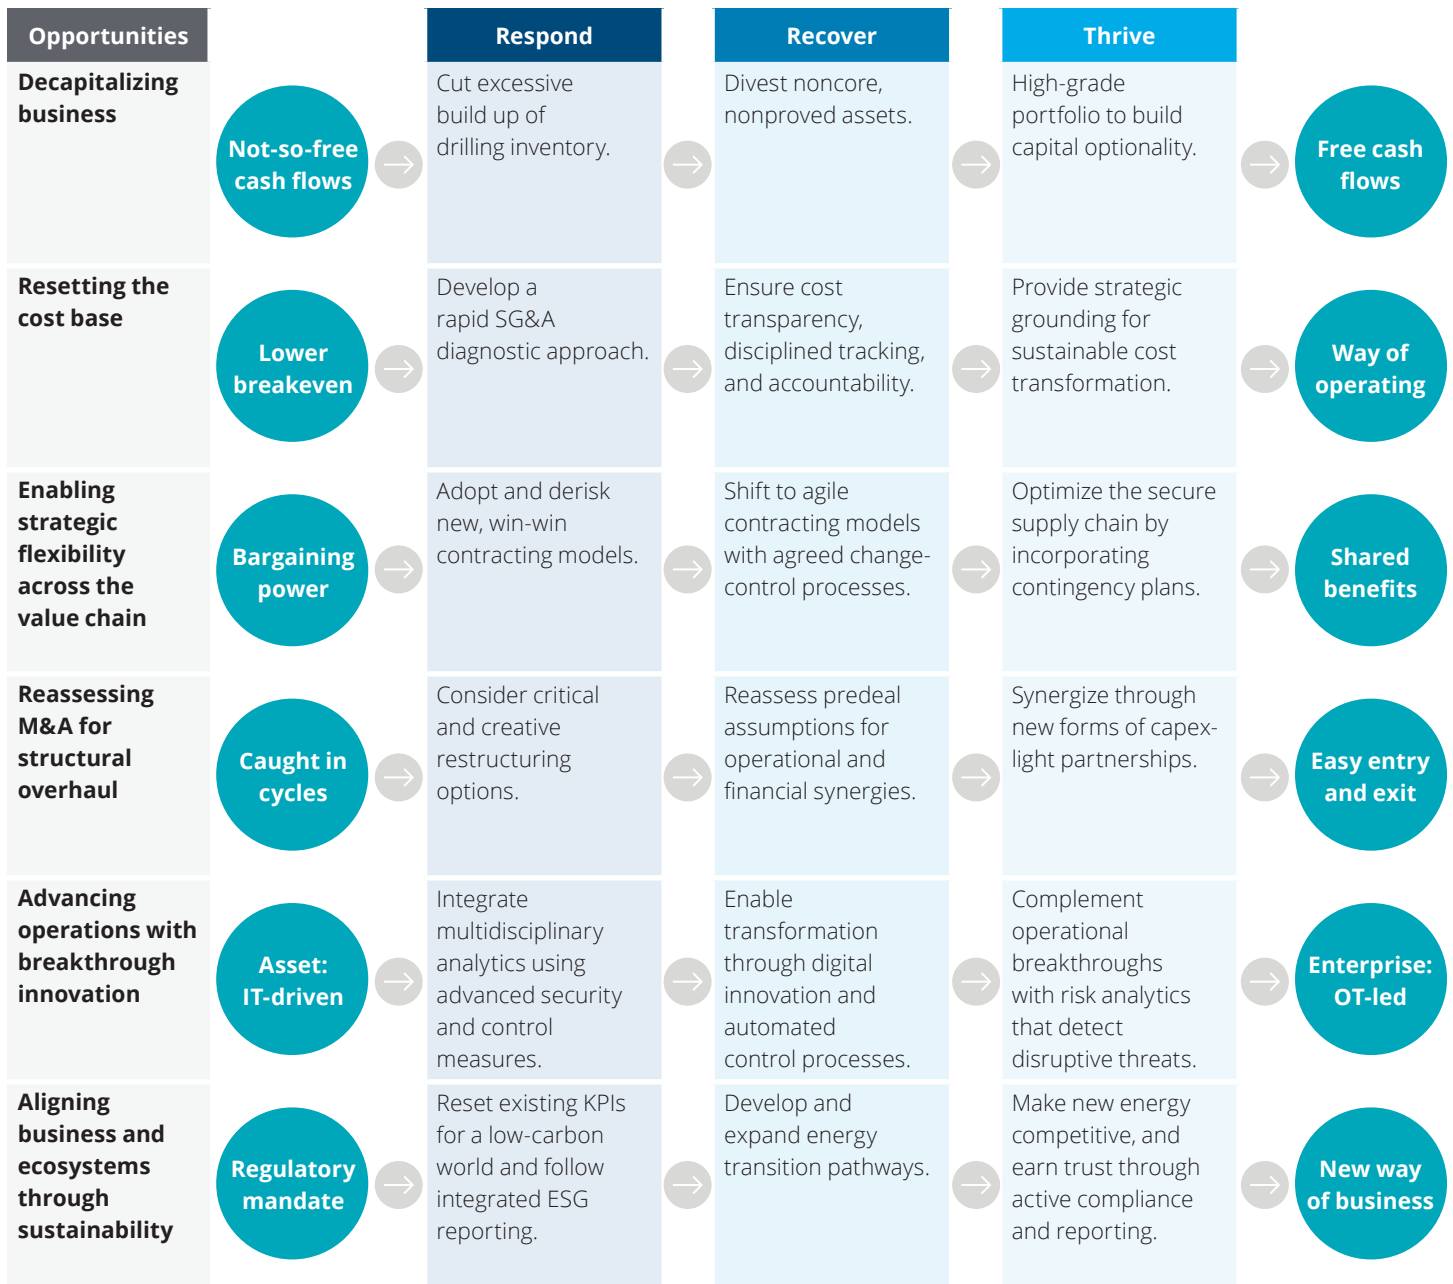 Opportunities
Respond
Recover
Thrive
Decapitalizing
business
Not-so-free
cash flows
Cut excessive
build up of
drilling inventory.
Divest noncore,
nonproved assets.
High-grade
portfolio to build
capital optionality.
Free cash
flows
Resetting the
cost base
Lower
breakeven
Develop a
rapid SG&A
diagnostic approach.
Ensure cost
transparency,
disciplined tracking,
and accountability.
Provide strategic
grounding for
sustainable cost
transformation.
Way of
operating
Enabling
strategic
flexibility
across the
value chain
Bargaining
power
Adopt and derisk
new, win-win
contracting models.
Shift to agile
contracting models
with agreed change-
control processes.
Optimize the secure
supply chain by
incorporating
contingency plans.
Shared
benefits
Reassessing
M&A for
structural
overhaul
Caught in
cycles
Consider critical
and creative
restructuring
options.
Reassess predeal
assumptions for
operational and
financial synergies.
Synergize through
new forms of capex-
light partnerships.
Easy entry
and exit
Advancing
operations with
breakthrough
innovation
Asset:
IT-driven
Integrate
multidisciplinary
analytics using
advanced security
and control
measures.
Enable
transformation
through digital
innovation and
automated
control processes.
Complement
operational
breakthroughs
with risk analytics
that detect
disruptive threats.
Enterprise:
OT-led
Aligning
business and
ecosystems
through
sustainability
Regulatory
mandate
Reset existing KPIs
for a low-carbon
world and follow
integrated ESG
reporting.
Develop and
expand energy
transition pathways.
Make new energy
competitive, and
earn trust through
active compliance
and reporting.
New way
of business